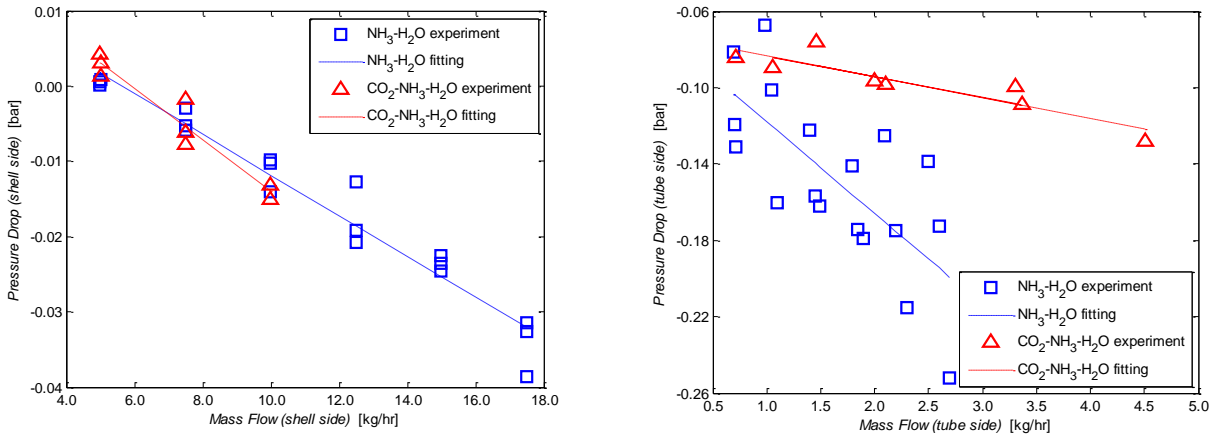 0.01
0.00
-0.01
-0.02
-0.03
-0.04
Pressure Drop (shell side) [bar]
NH3-H2O experiment
NH3-H2O fitting
CO2-NH3-H2O experiment
CO2-NH3-H2O fitting
4.0 6.0 8.0 10.0 12.0 14.0 16.0 18.0
Mass Flow (shell side) [kg/hr]
-0.06
-0.10
-0.14
-0.18
-0.22
-0.26
Pressure Drop (tube side) [bar]
NH3-H2O experiment
NH3-H2O fitting
CO2-NH3-H2O experiment
CO2-NH3-H2O fitting
0.5 1.0 1.5 2.0 2.5 3.0 3.5 4.0 4.5 5.0
Mass Flow (tube side) [kg/hr]